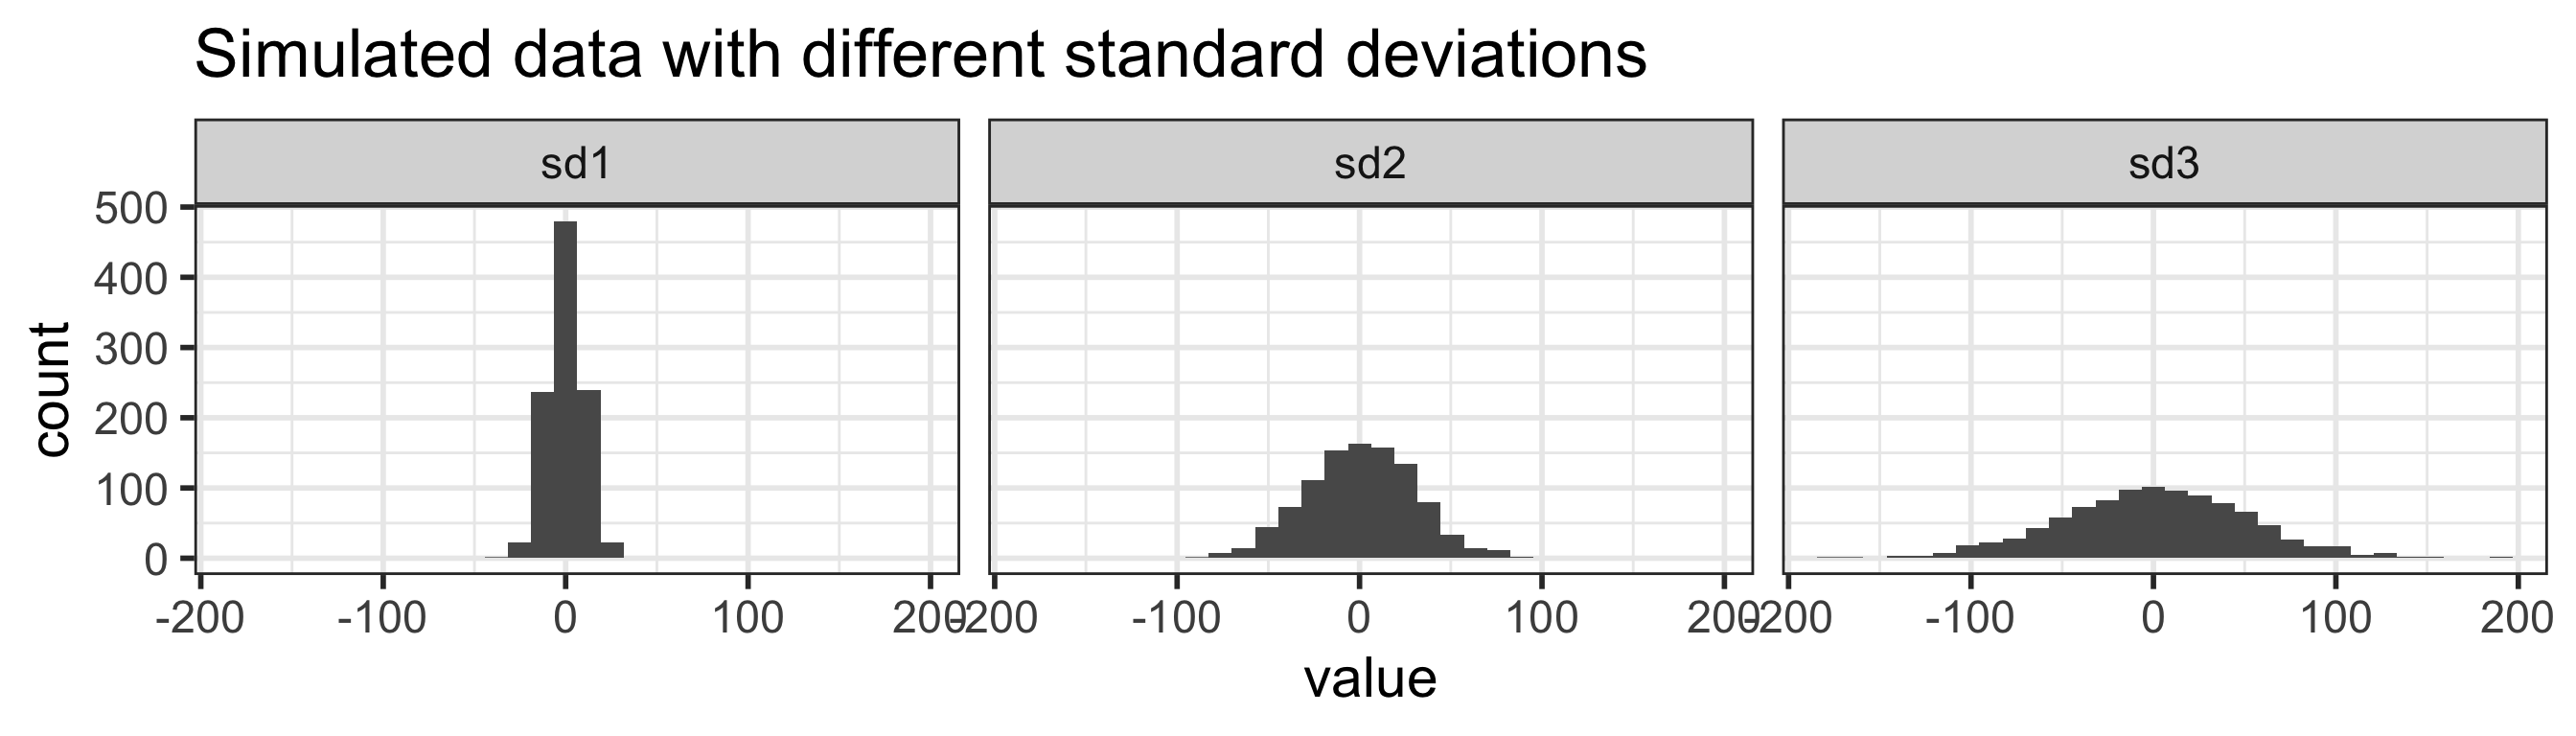 Simulated data with different standard deviations
sd1 sd2 sd3
500
400
300
200
100
0
count
-200 -100 0 100 200 -200 -100 0 100 200 -200 -100 0 100 200
value